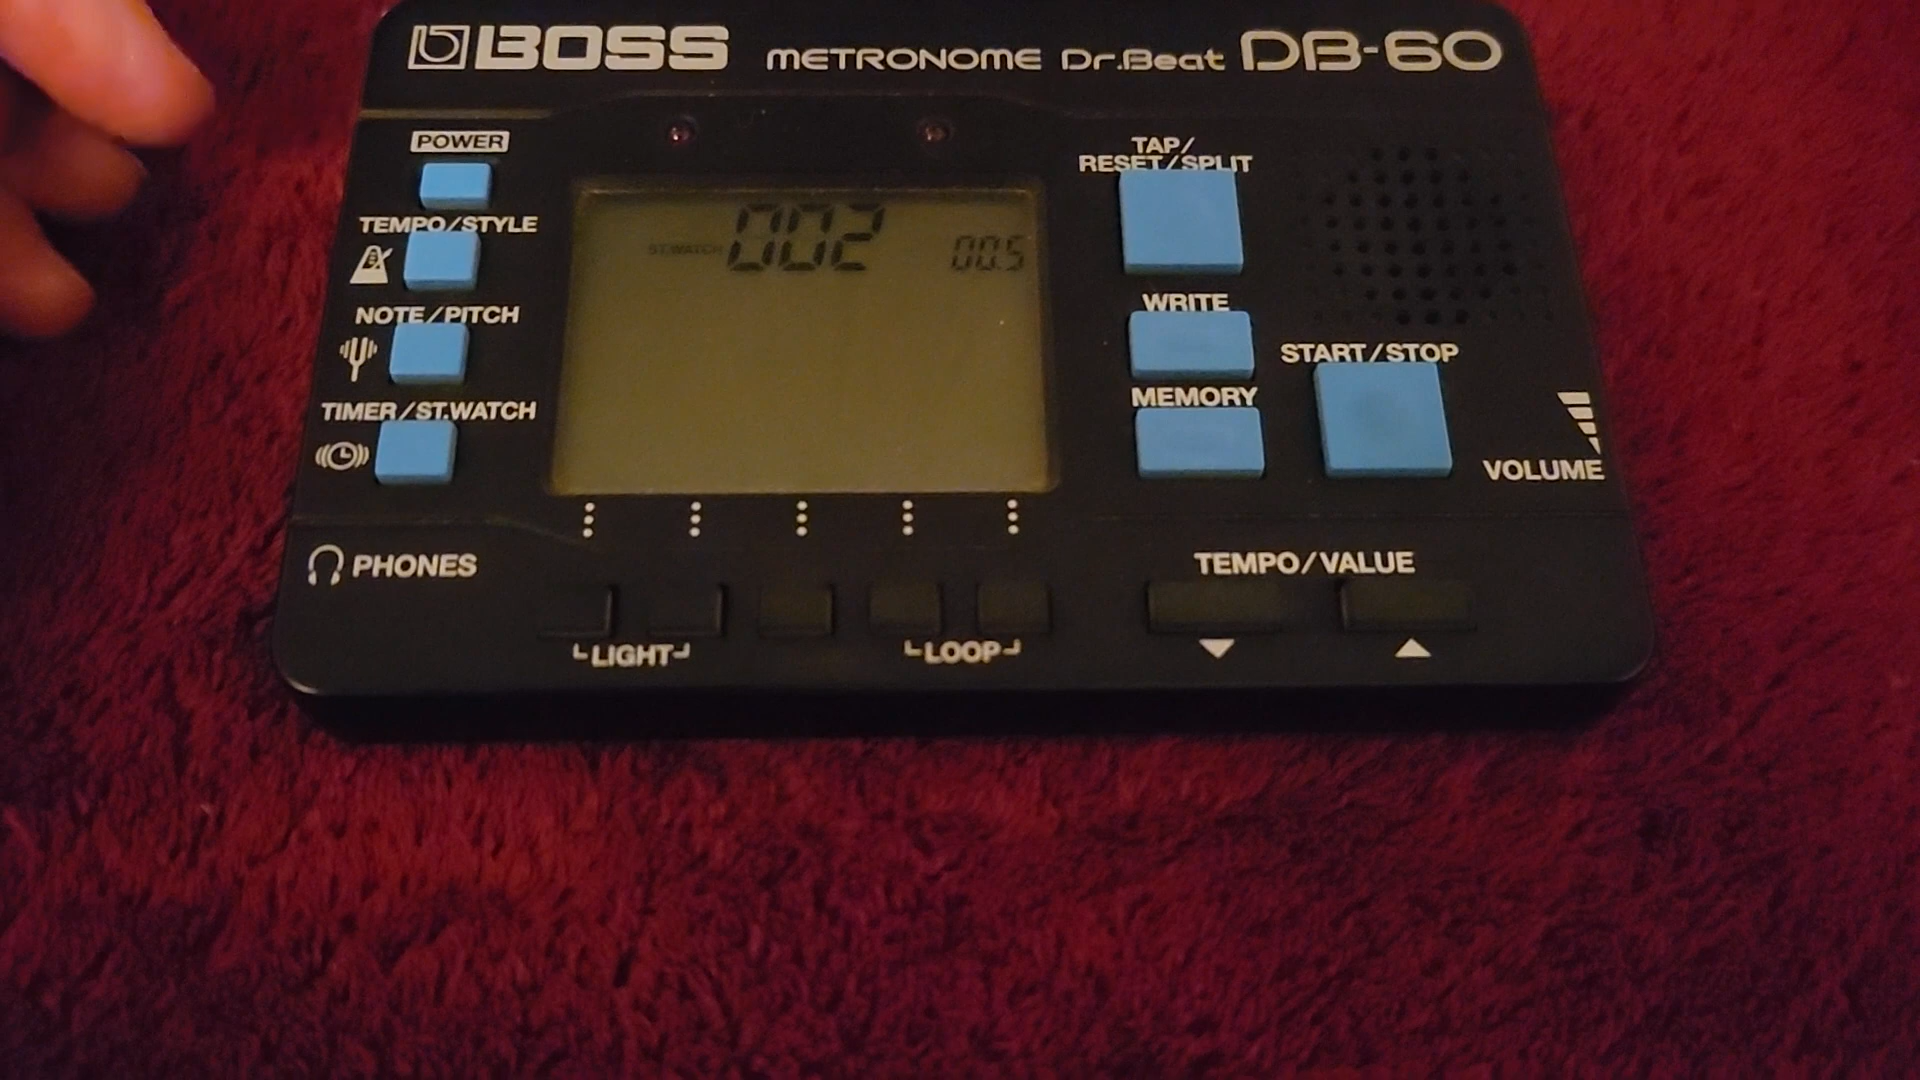 BOSS METRONOME Dr.Beat DB-60
POWER
TEMPO/STYLE
NOTE/PITCH
TIMER/ST.WATCH
ST.WATCH 002 00.5
TAP/
RESET/SPLIT
WRITE
MEMORY
START/STOP
VOLUME
PHONES
LIGHT
LOOP
TEMPO/VALUE